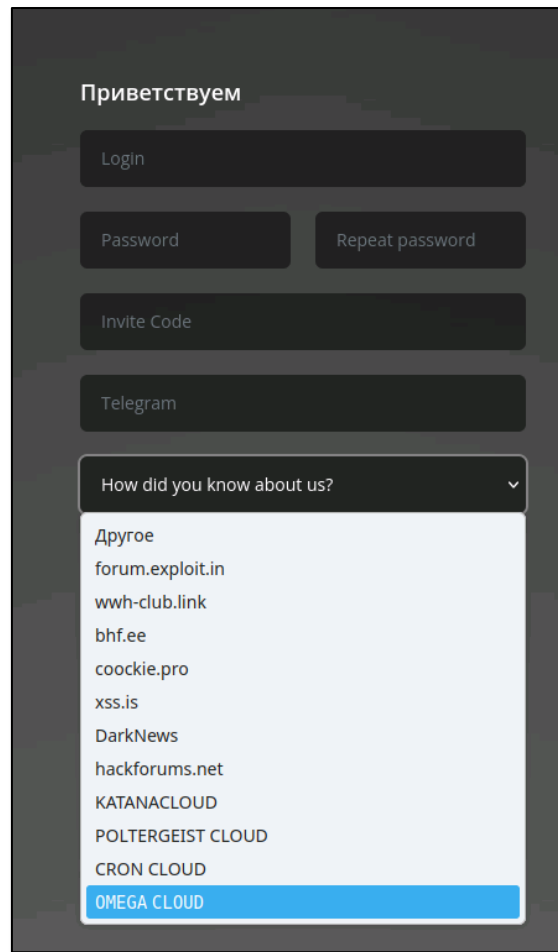 Приветствуем
Login
Password Repeat password
Invite Code
Telegram
How did you know about us?
Другое
forum.exploit.in
wwh-club.link
bhf.ee
coockie.pro
xss.is
DarkNews
hackforums.net
KATANACLOUD
POLTERGEIST CLOUD
CRON CLOUD
OMEGA CLOUD